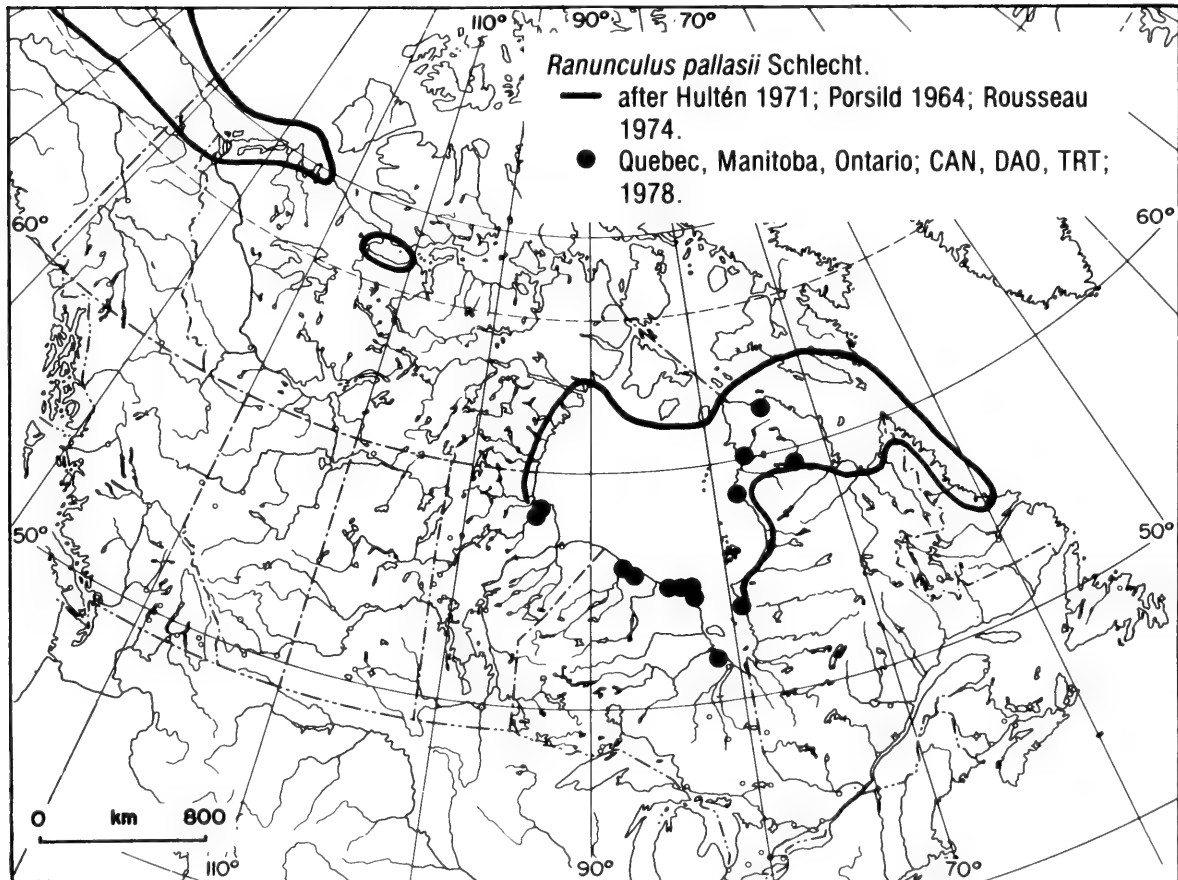 110° 90° 70°
Ranunculus pallasii Schlecht.
after Hultén 1971; Porsild 1964; Rousseau
1974.
Quebec, Manitoba, Ontario; CAN, DAO, TRT;
1978.
60° 60°
50° 50°
0 km 800
110° 90° 70°